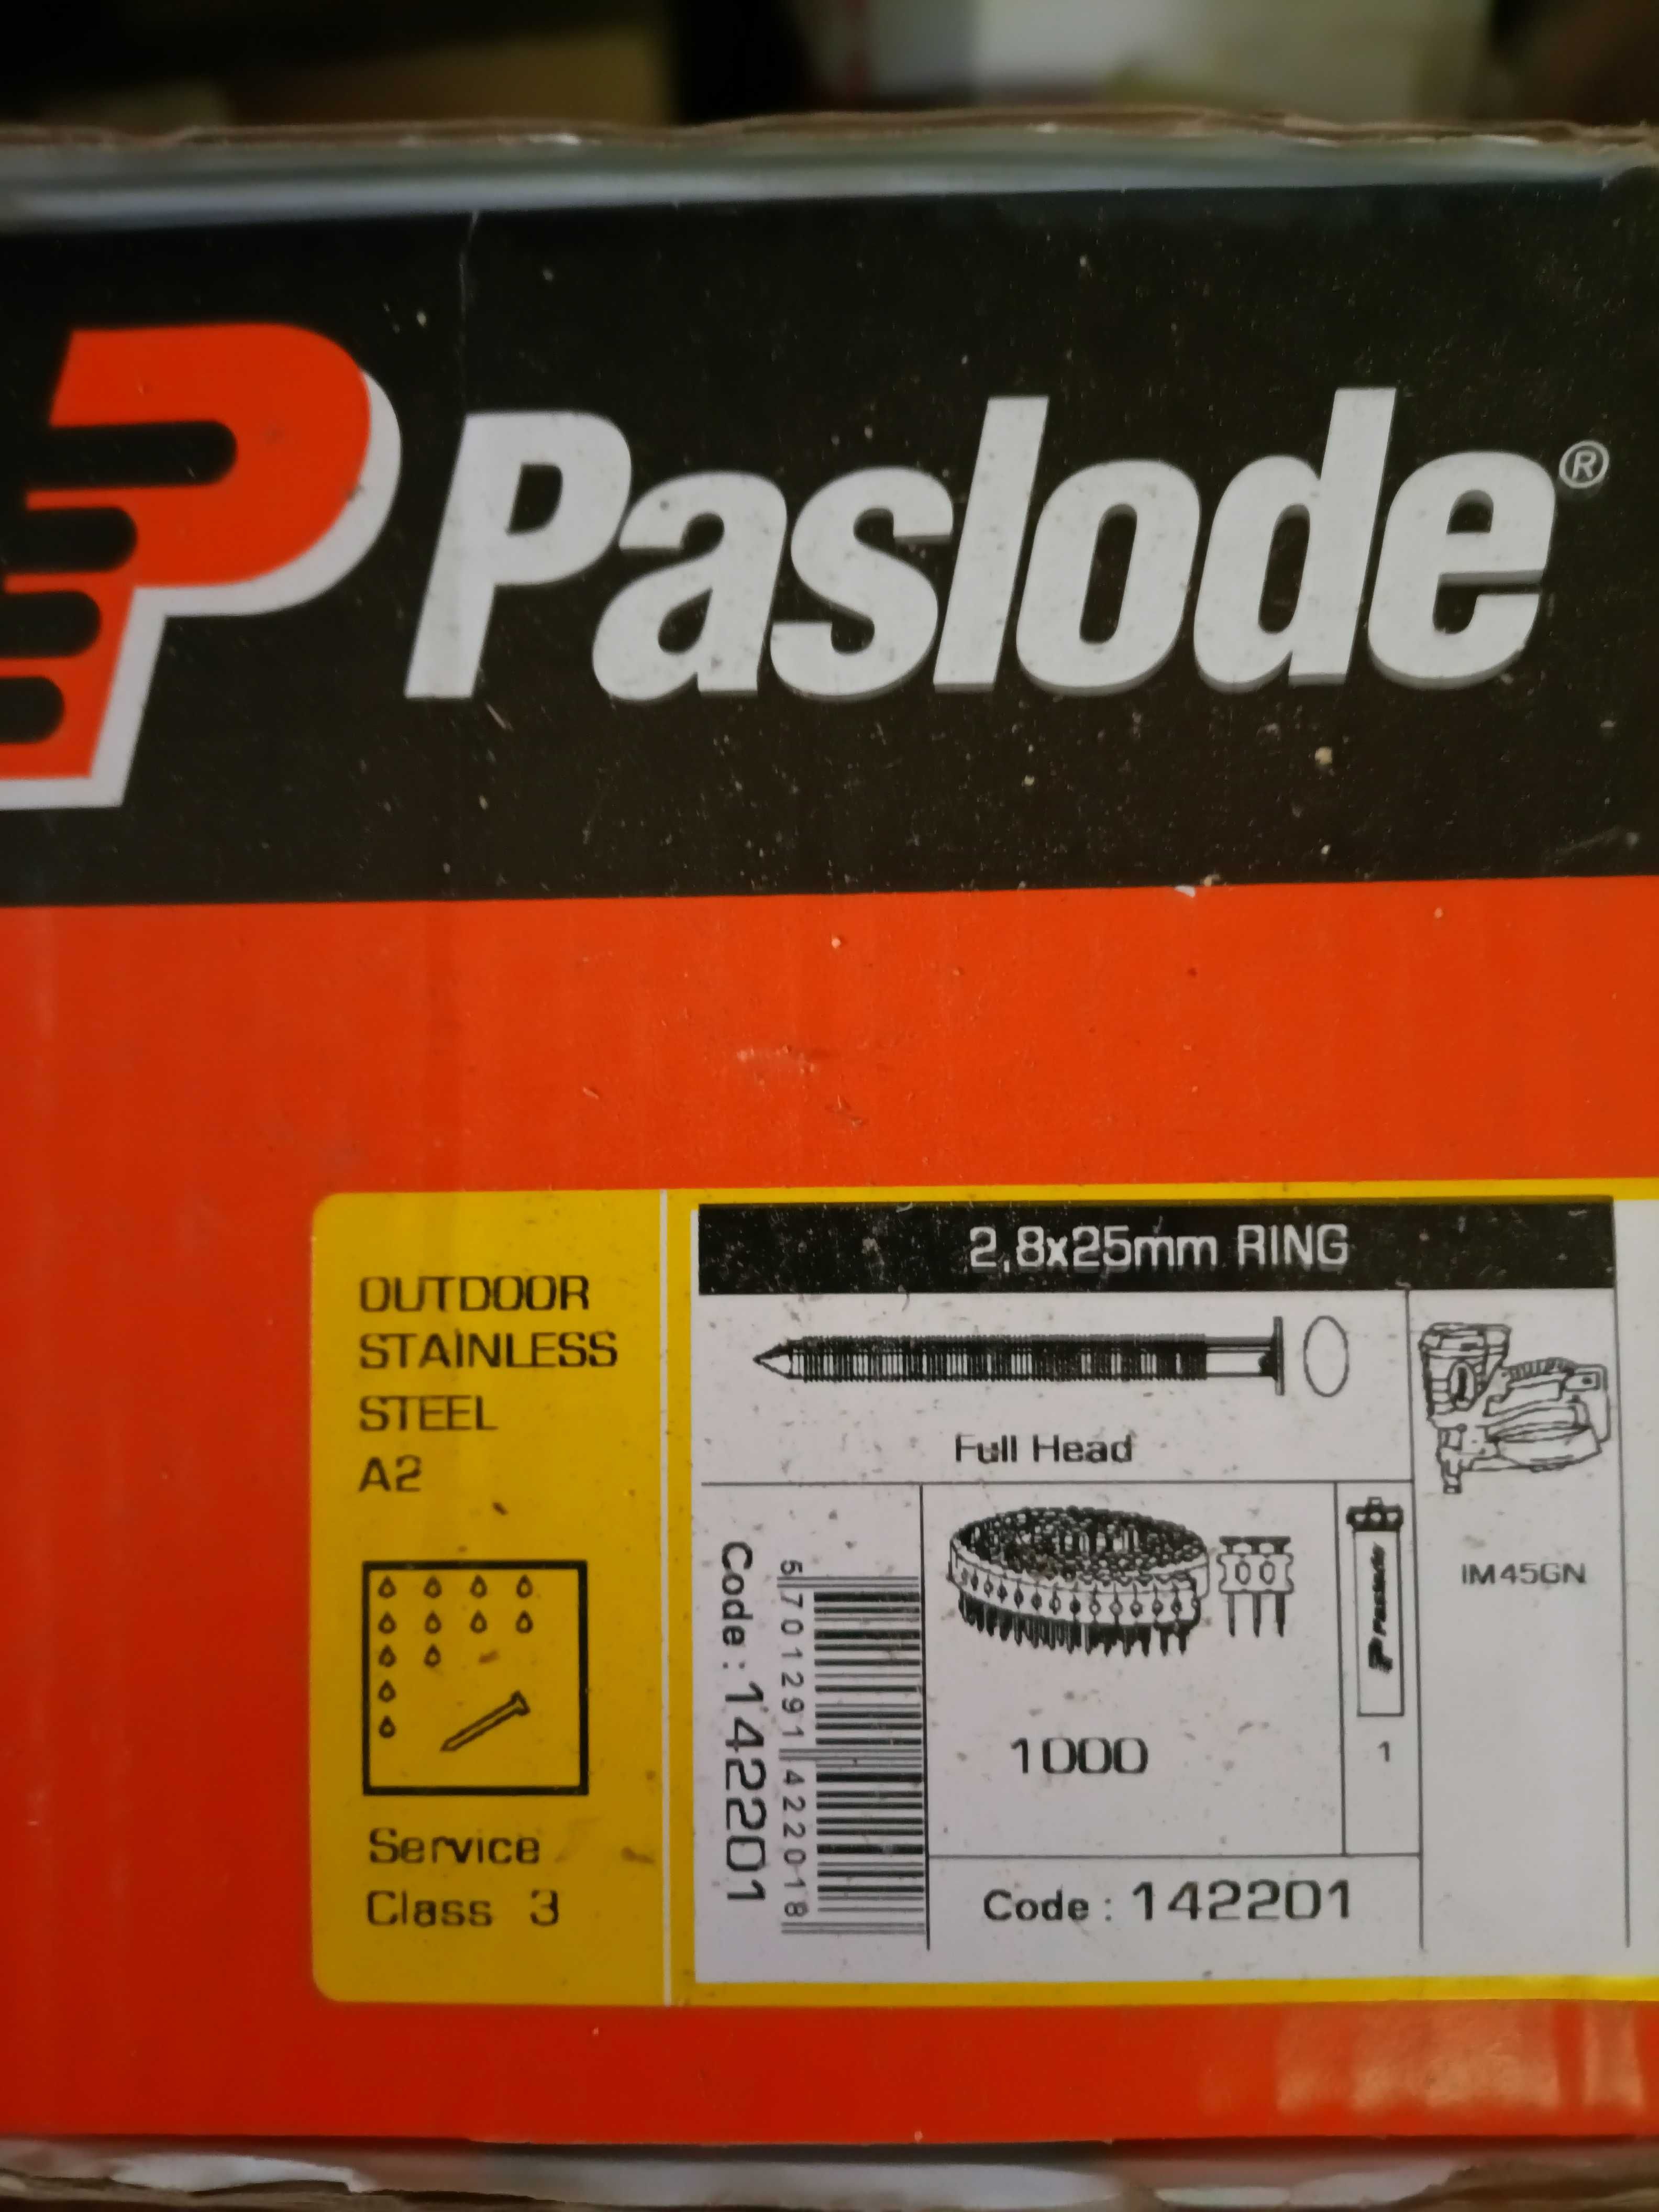 Paslode®
2,8x25mm RING
OUTDOOR
STAINLESS
STEEL
A2
Full Head
IM45GN
Code : 142201
5 701291 422018
Paslode
1000
1
Service
Class 3
Code : 142201